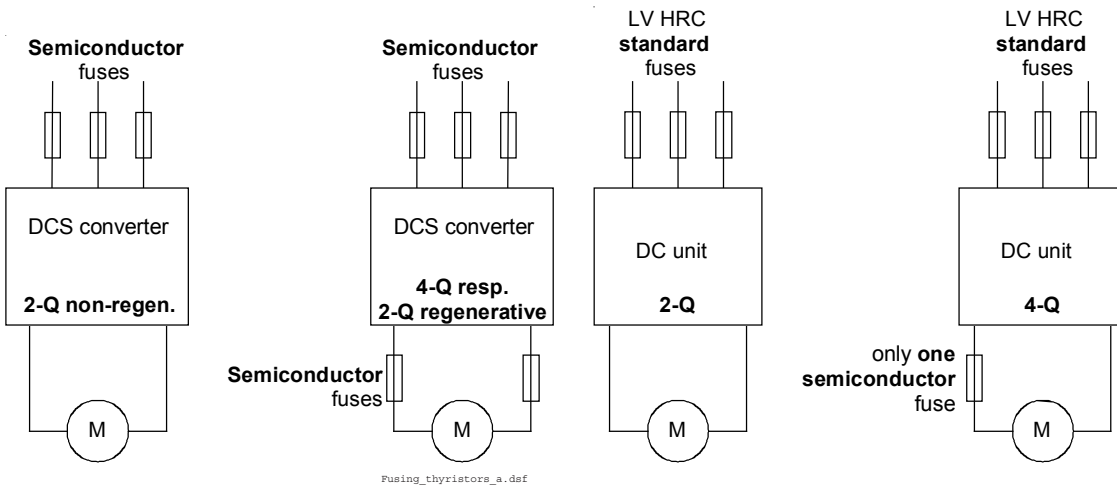 Semiconductor
fuses
DCS converter
2-Q non-regen.
M
Semiconductor
fuses
DCS converter
4-Q resp.
2-Q regenerative
Semiconductor
fuses
M
Fusing_thyristors_a.dsf
LV HRC
standard
fuses
DC unit
2-Q
M
LV HRC
standard
fuses
DC unit
4-Q
only one
semiconductor
fuse
M